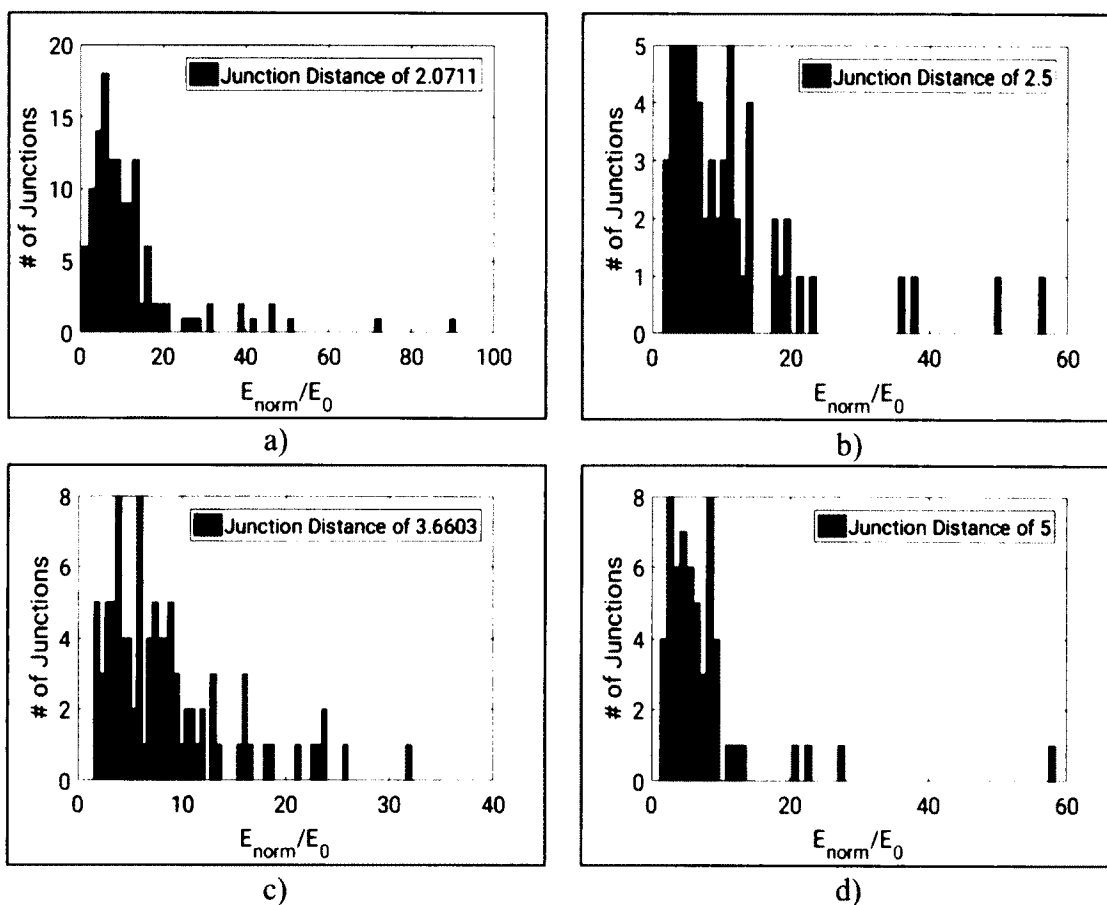 20
15
10
5
0
# of Junctions
Junction Distance of 2.0711
0 20 40 60 80 100
E_norm/E_0
a)
5
4
3
2
1
0
# of Junctions
Junction Distance of 2.5
0 20 40 60
E_norm/E_0
b)
8
6
4
2
0
# of Junctions
Junction Distance of 3.6603
0 10 20 30 40
E_norm/E_0
c)
8
6
4
2
0
# of Junctions
Junction Distance of 5
0 20 40 60
E_norm/E_0
d)